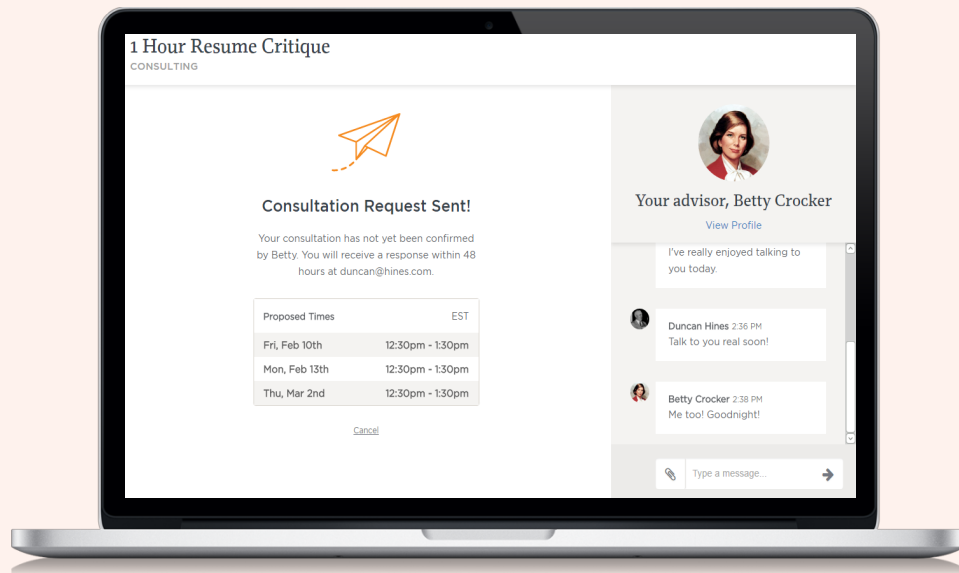 1 Hour Resume Critique
CONSULTING
Consultation Request Sent!
Your consultation has not yet been confirmed
by Betty. You will receive a response within 48
hours at duncan@hines.com.
Proposed Times EST
Fri, Feb 10th 12:30pm - 1:30pm
Mon, Feb 13th 12:30pm - 1:30pm
Thu, Mar 2nd 12:30pm - 1:30pm
Cancel
Your advisor, Betty Crocker
View Profile
I've really enjoyed talking to
you today.
Duncan Hines 2:36 PM
Talk to you real soon!
Betty Crocker 2:38 PM
Me too! Goodnight!
Type a message...